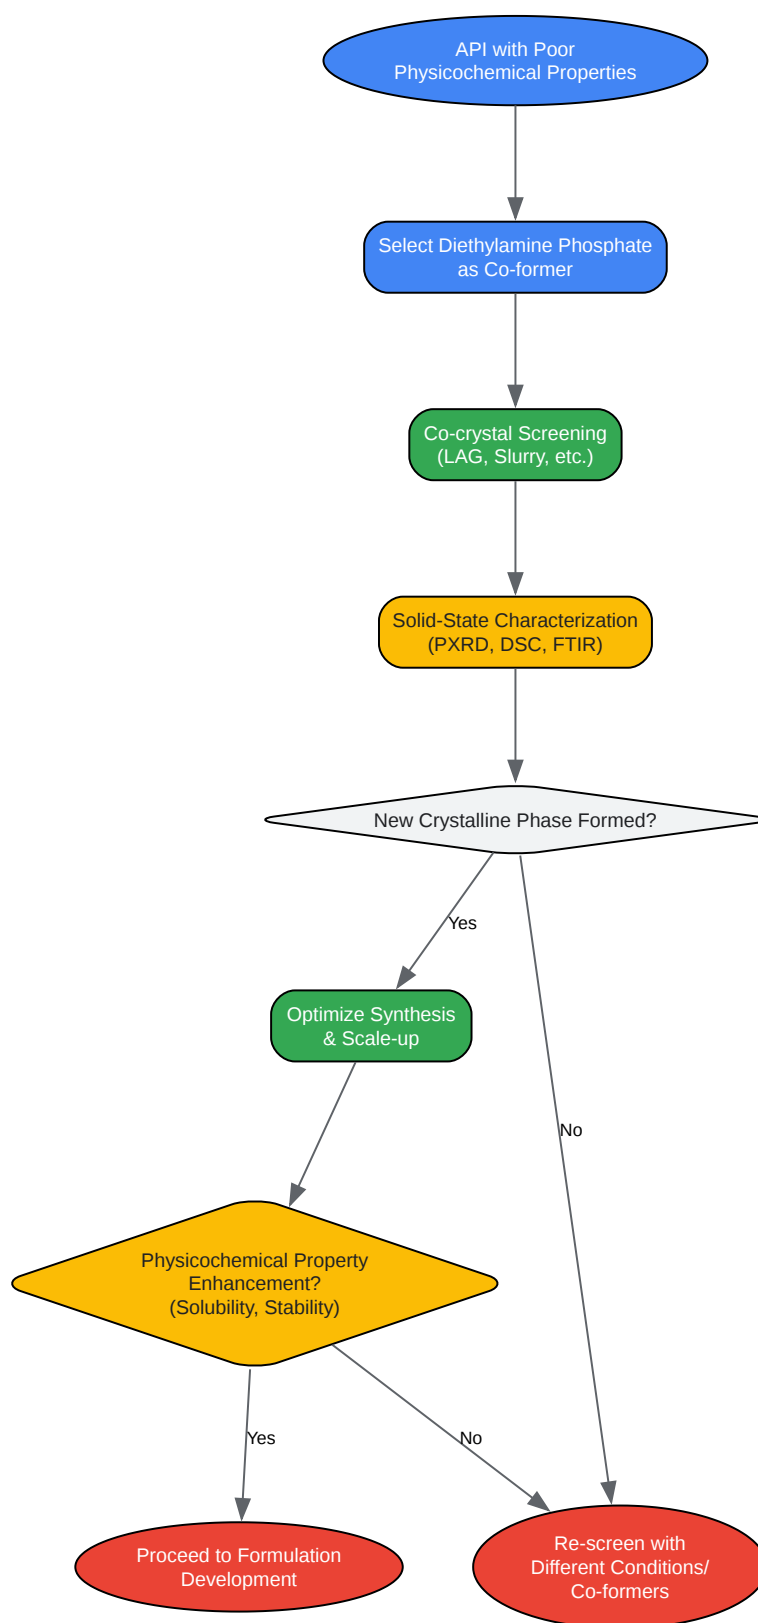 API with Poor
Physicochemical Properties
Select Diethylamine Phosphate
as Co-former
Co-crystal Screening
(LAG, Slurry, etc.)
Solid-State Characterization
(PXRD, DSC, FTIR)
New Crystalline Phase Formed?
Yes
Optimize Synthesis
& Scale-up
No
Physicochemical Property
Enhancement?
(Solubility, Stability)
Yes
No
Proceed to Formulation
Development
Re-screen with
Different Conditions/
Co-formers